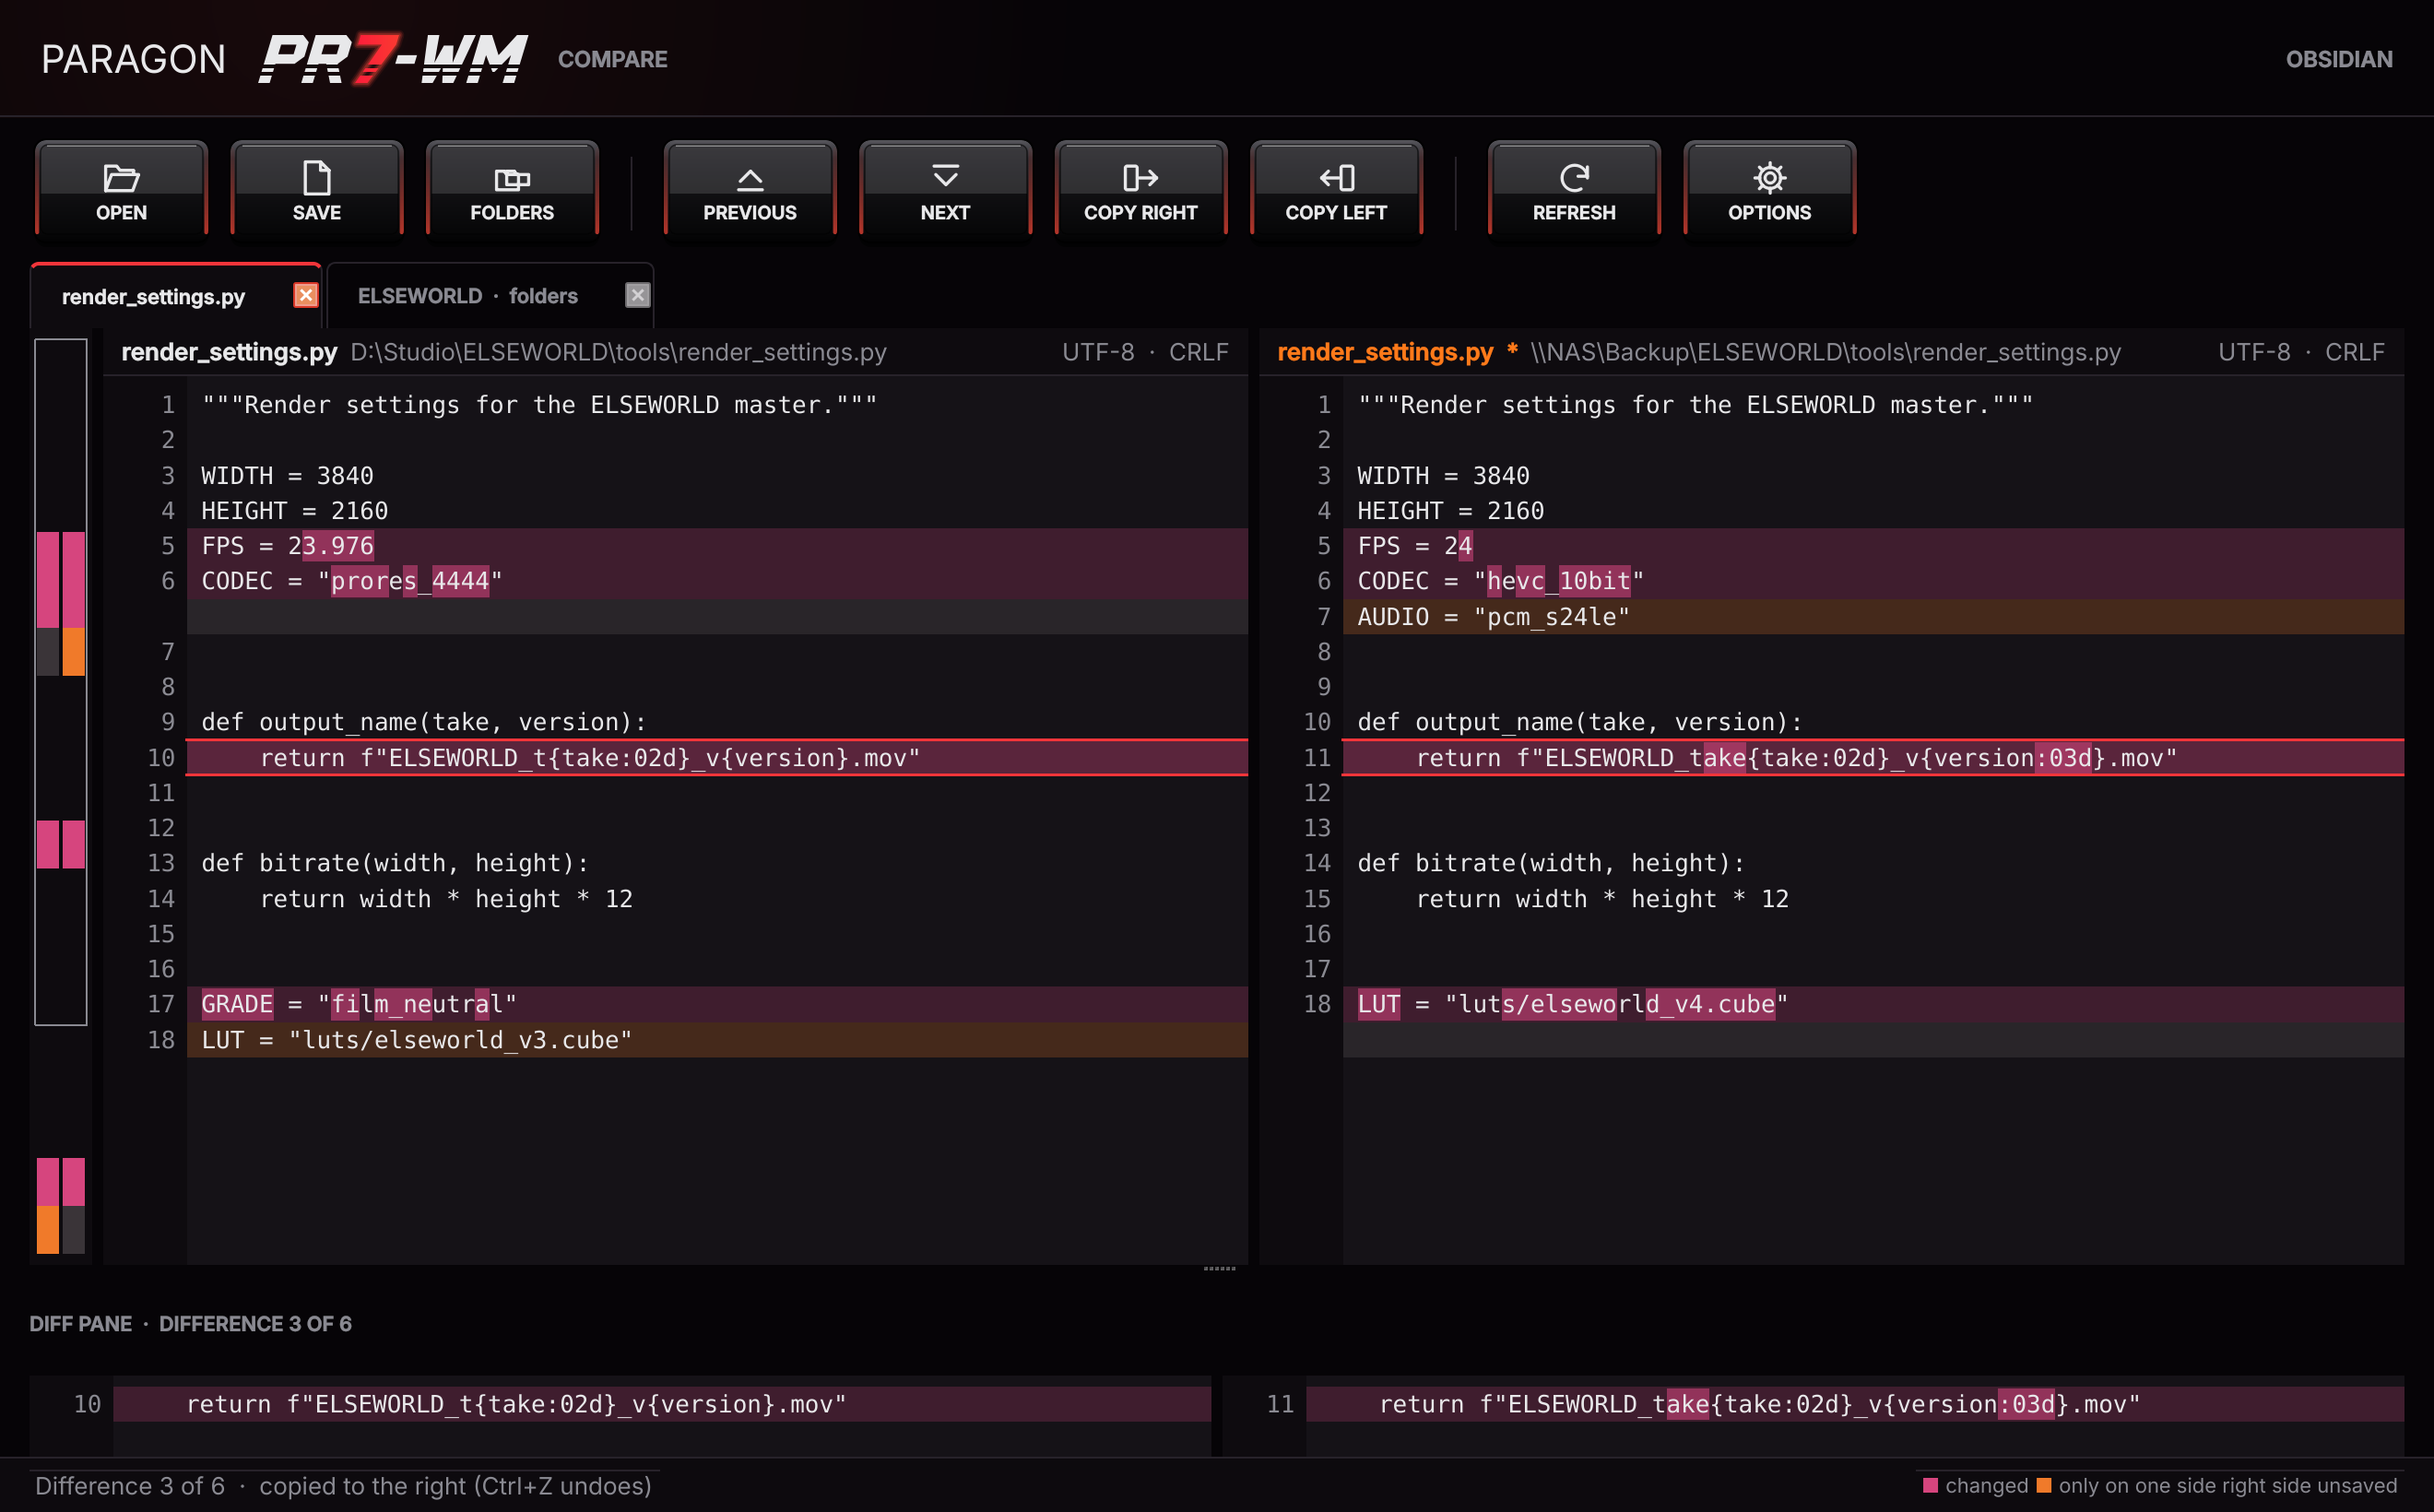 PARAGON PR7-WM COMPARE OBSIDIAN
OPEN SAVE FOLDERS PREVIOUS NEXT COPY RIGHT COPY LEFT REFRESH OPTIONS
render_settings.py ELSEWORLD · folders
render_settings.py D:\Studio\ELSEWORLD\tools\render_settings.py UTF-8 · CRLF
1 """Render settings for the ELSEWORLD master."""
2
3 WIDTH = 3840
4 HEIGHT = 2160
5 FPS = 23.976
6 CODEC = "prores_4444"
7
8
9 def output_name(take, version):
10     return f"ELSEWORLD_t{take:02d}_v{version}.mov"
11
12
13 def bitrate(width, height):
14     return width * height * 12
15
16
17 GRADE = "film_neutral"
18 LUT = "luts/elseworld_v3.cube"
render_settings.py * \\NAS\Backup\ELSEWORLD\tools\render_settings.py UTF-8 · CRLF
1 """Render settings for the ELSEWORLD master."""
2
3 WIDTH = 3840
4 HEIGHT = 2160
5 FPS = 24
6 CODEC = "hevc_10bit"
7 AUDIO = "pcm_s24le"
8
9
10 def output_name(take, version):
11     return f"ELSEWORLD_take{take:02d}_v{version:03d}.mov"
12
13
14 def bitrate(width, height):
15     return width * height * 12
16
17
18 LUT = "luts/elseworld_v4.cube"
DIFF PANE · DIFFERENCE 3 OF 6
10     return f"ELSEWORLD_t{take:02d}_v{version}.mov"
11     return f"ELSEWORLD_take{take:02d}_v{version:03d}.mov"
Difference 3 of 6 · copied to the right (Ctrl+Z undoes)
changed only on one side right side unsaved